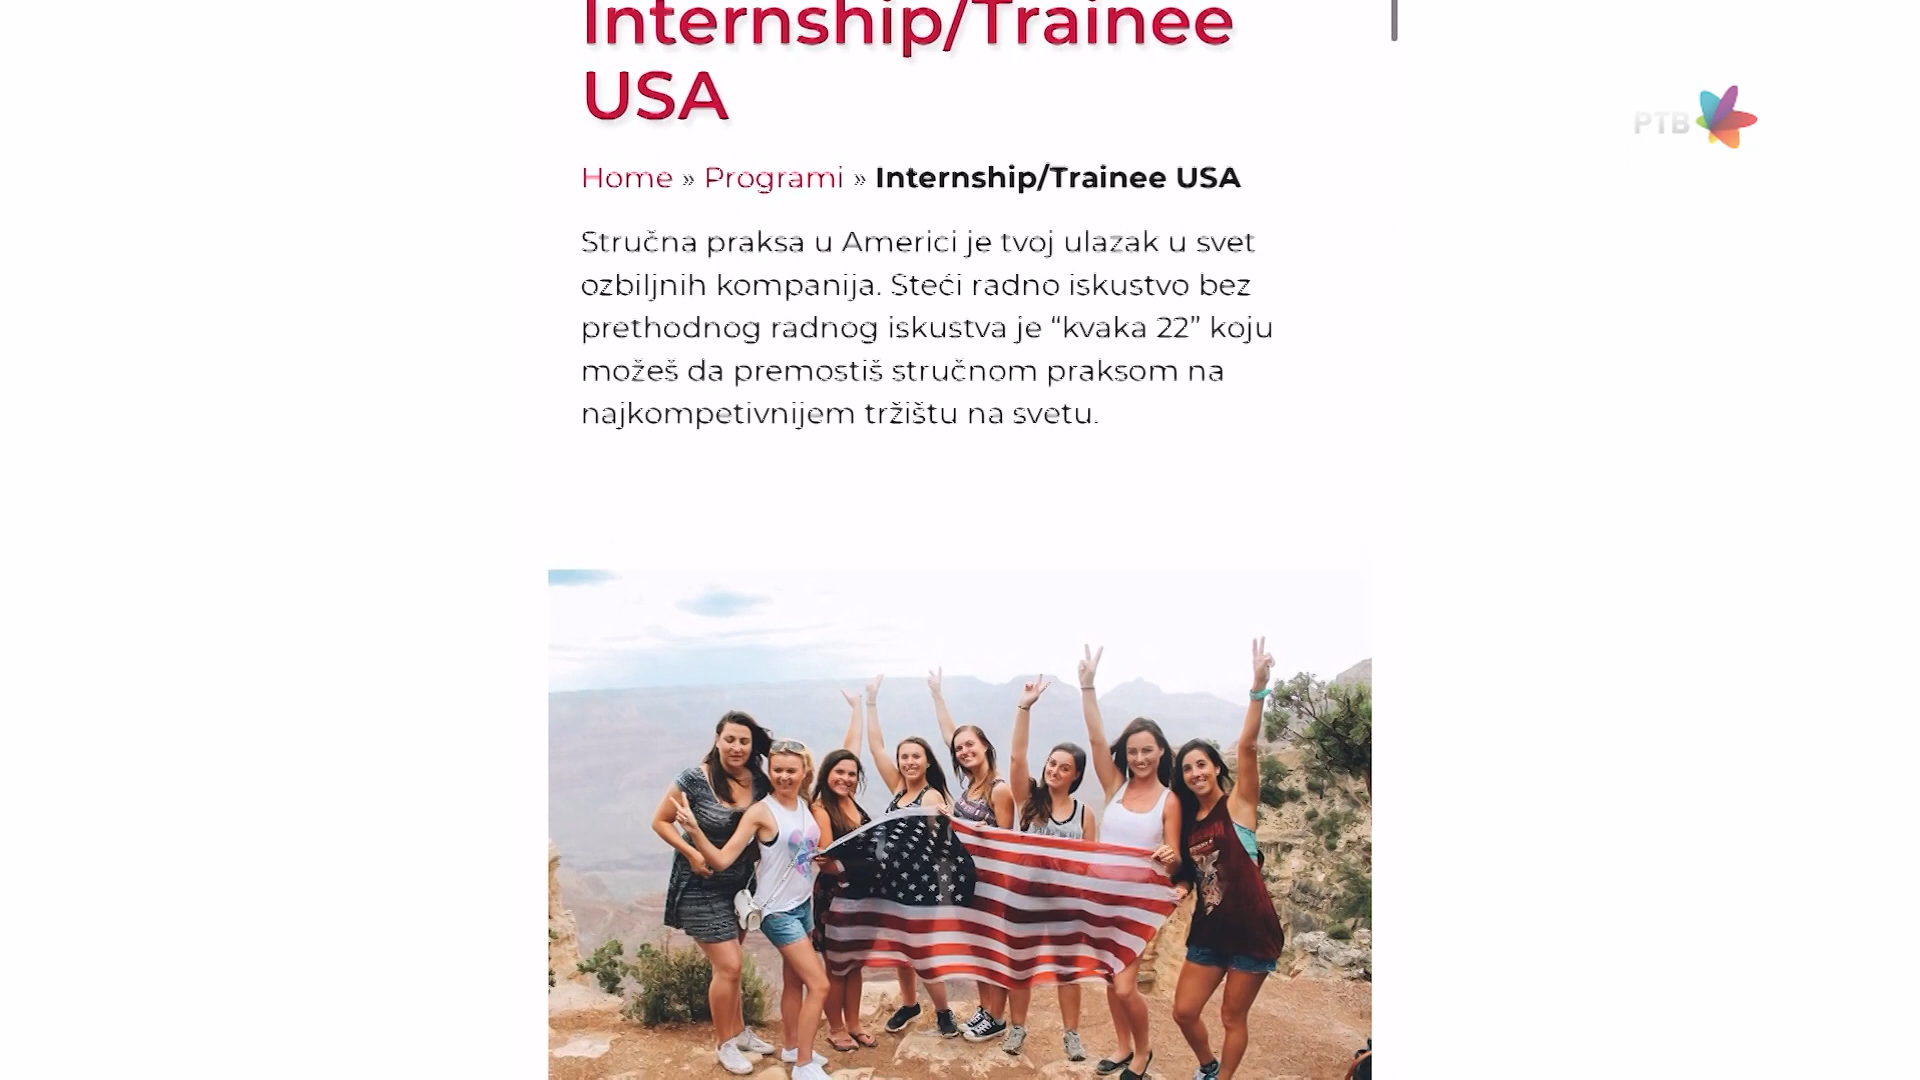 Internship/Trainee
USA
Home » Programi » Internship/Trainee USA
Stručna praksa u Americi je tvoj ulazak u svet
ozbiljnih kompanija. Steći radno iskustvo bez
prethodnog radnog iskustva je “kvaka 22” koju
možeš da premostiš stručnom praksom na
najkompetivnijem tržištu na svetu.
РТВ